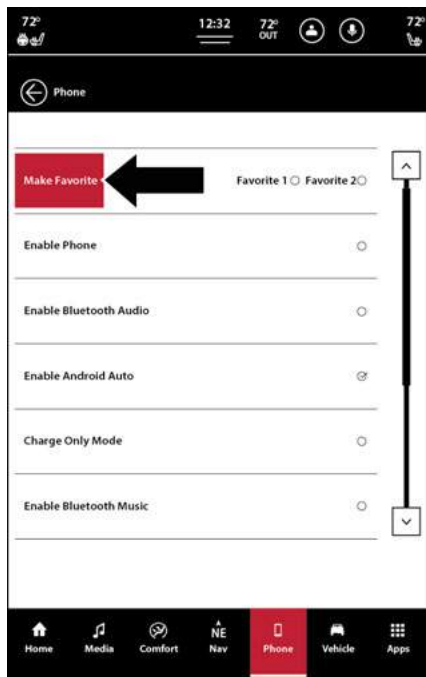 72° 12:32 72° 72°
OUT
Phone
Make Favorite Favorite 1 Favorite 2
Enable Phone
Enable Bluetooth Audio
Enable Android Auto
Charge Only Mode
Enable Bluetooth Music
NE
Home Media Comfort Nav Phone Vehicle Apps